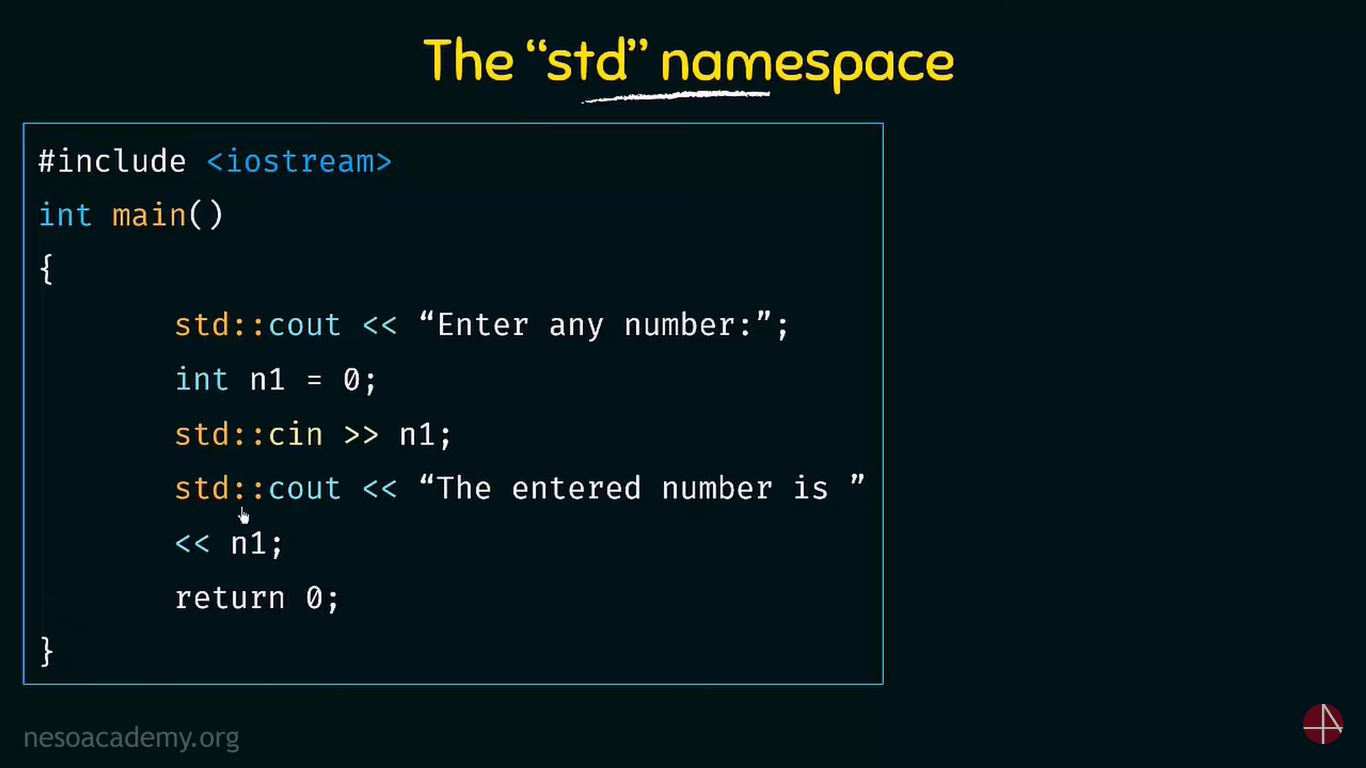 The “std” namespace
#include <iostream>
int main()
{
std::cout << “Enter any number:”;
int n1 = 0;
std::cin >> n1;
std::cout << “The entered number is ”
<< n1;
return 0;
}
nesoacademy.org